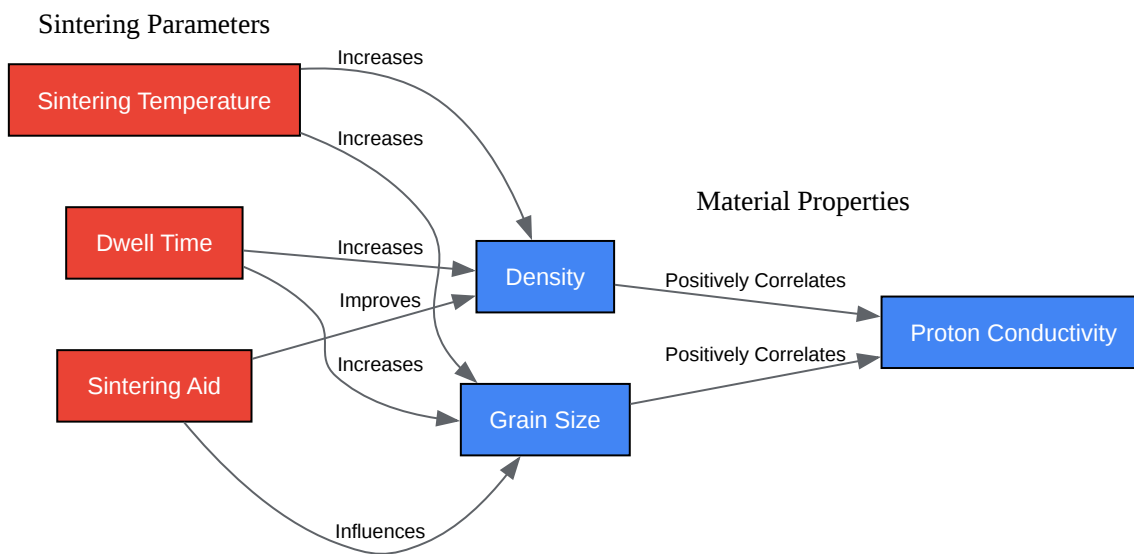 Sintering Parameters
Increases
Sintering Temperature
Increases
Material Properties
Dwell Time
Increases
Density
Positively Correlates
Improves
Proton Conductivity
Positively Correlates
Increases
Sintering Aid
Grain Size
Influences